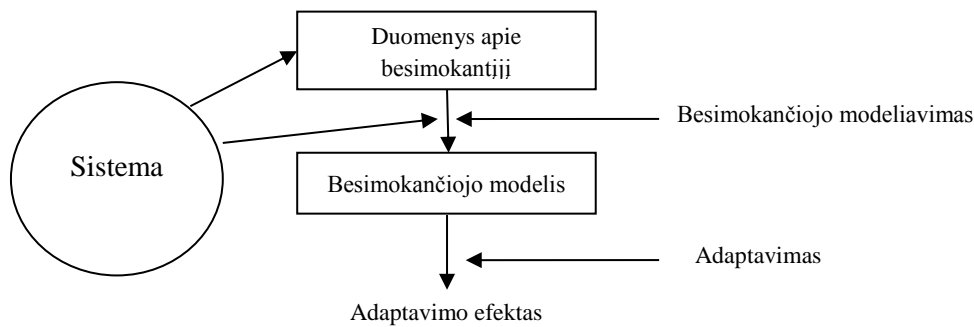 Duomenys apie
besimokantįjį
Besimokančiojo modeliavimas
Sistema
Besimokančiojo modelis
Adaptavimas
Adaptavimo efektas